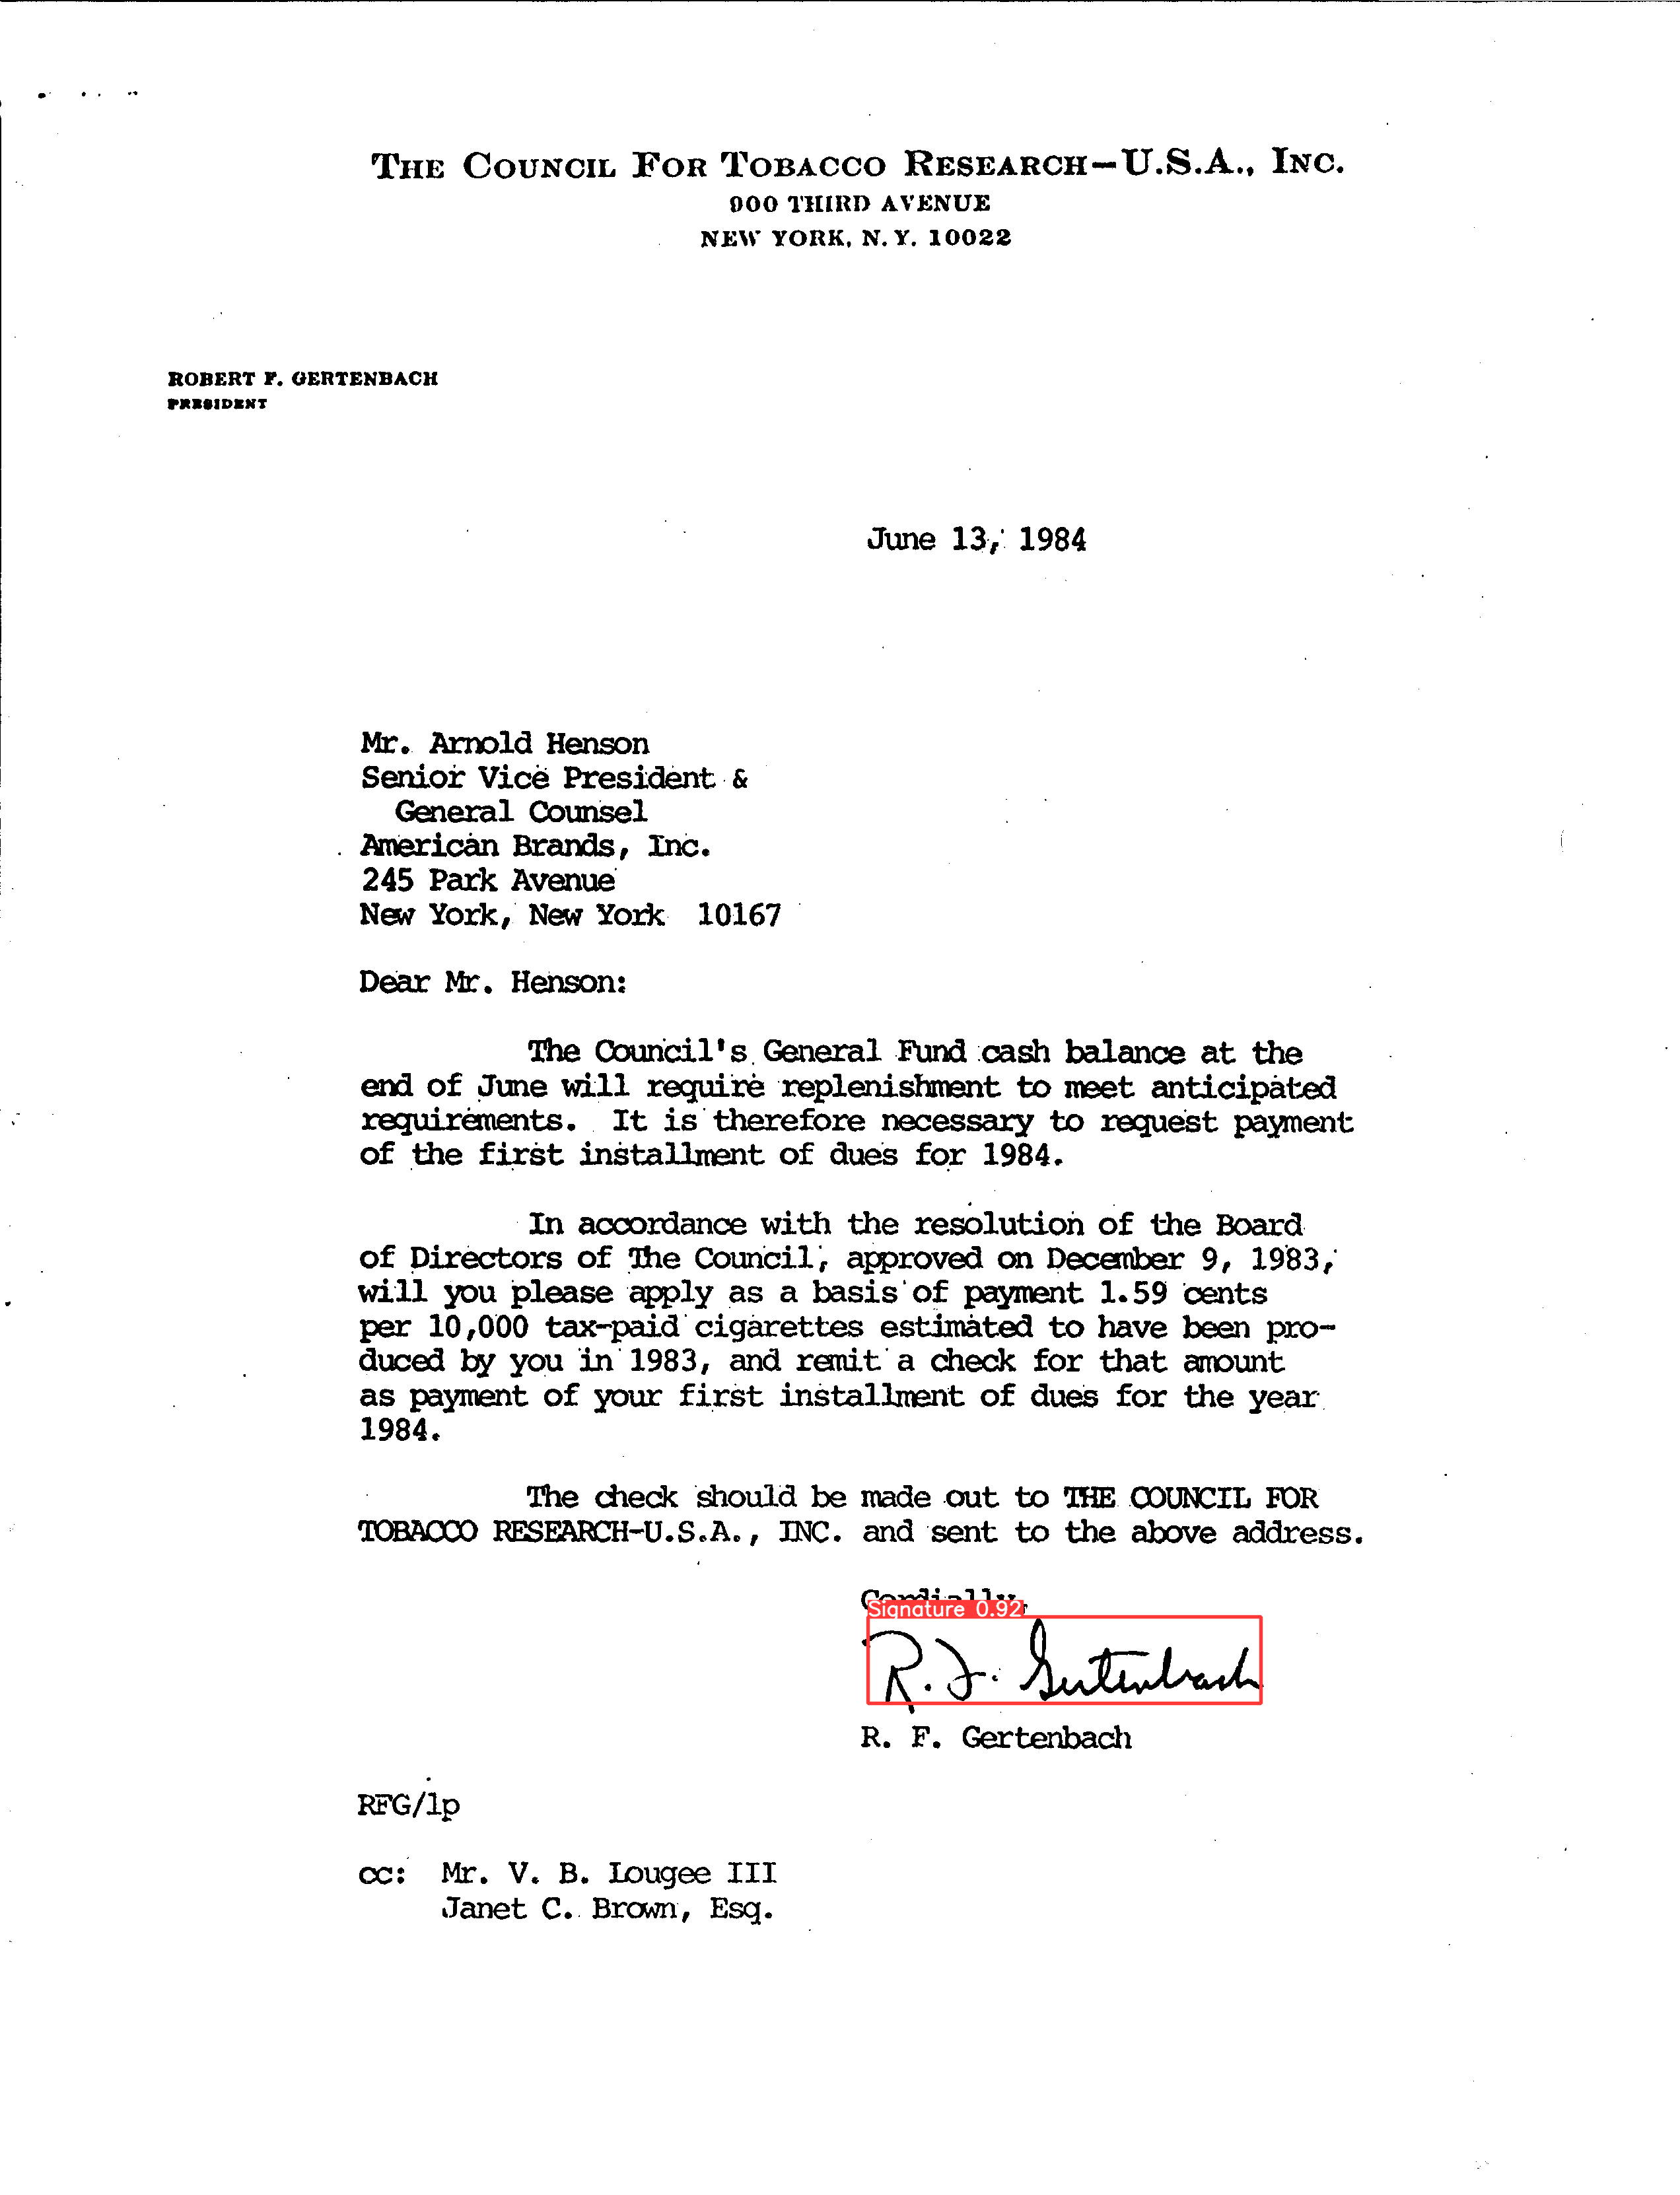 THE COUNCIL FOR TOBACCO RESEARCH—U.S.A., INC.
900 THIRD AVENUE
NEW YORK, N. Y. 10022
ROBERT F. GERTENBACH
PRESIDENT
June 13, 1984
Mr. Arnold Henson
Senior Vice President &
General Counsel
American Brands, Inc.
245 Park Avenue
New York, New York 10167
Dear Mr. Henson:
The Council's General Fund cash balance at the
end of June will require replenishment to meet anticipated
requirements. It is therefore necessary to request payment
of the first installment of dues for 1984.
In accordance with the resolution of the Board
of Directors of The Council, approved on December 9, 1983,
will you please apply as a basis of payment 1.59 cents
per 10,000 tax-paid cigarettes estimated to have been pro-
duced by you in 1983, and remit a check for that amount
as payment of your first installment of dues for the year
1984.
The check should be made out to THE COUNCIL FOR
TOBACCO RESEARCH-U.S.A., INC. and sent to the above address.
Cordially,
Signature 0.92
R. F. Gertenbach
R. F. Gertenbach
RFG/lp
cc: Mr. V. B. Lougee III
Janet C. Brown, Esq.